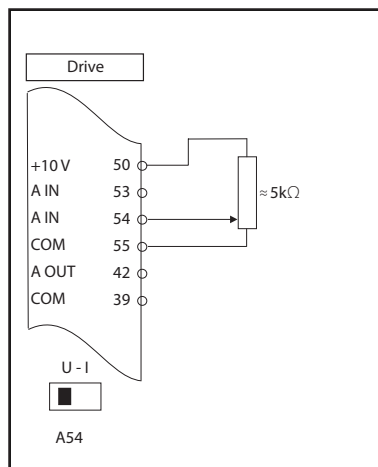 Drive
+10 V 50
A IN 53
A IN 54
COM 55
A OUT 42
COM 39
≈ 5kΩ
U - I
A54